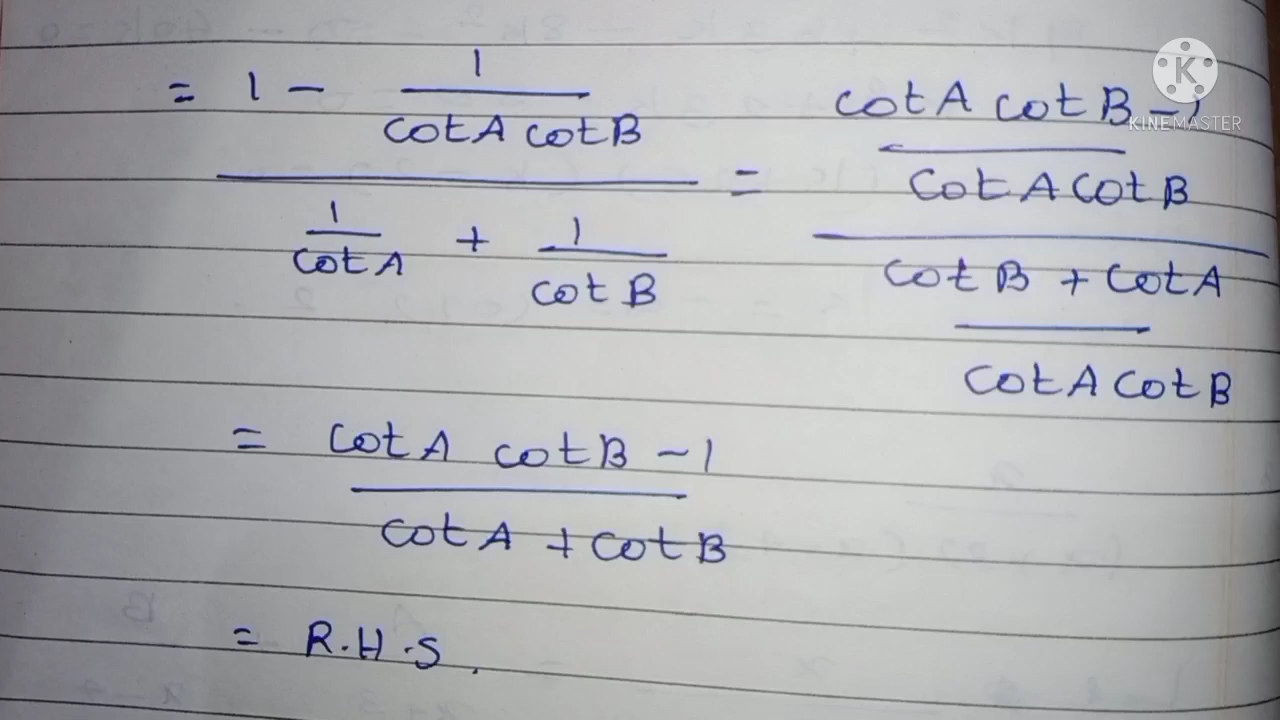 = 1 - 1 / cotA cotB = cotA cotB - 1 / cotA cotB
1 / cotA + 1 / cotB cotB + cotA / cotA cotB
= cotA cotB - 1
cotA + cotB
= R.H.S.
K
KINEMASTER